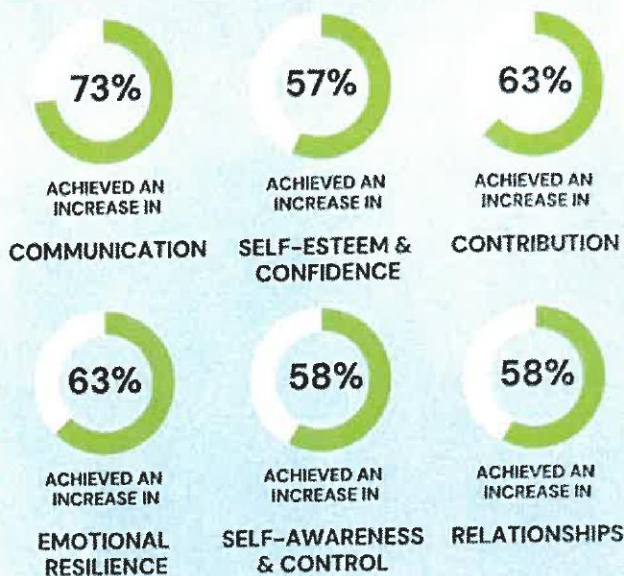 73%
ACHIEVED AN
INCREASE IN
COMMUNICATION
57%
ACHIEVED AN
INCREASE IN
SELF-ESTEEM &
CONFIDENCE
63%
ACHIEVED AN
INCREASE IN
CONTRIBUTION
63%
ACHIEVED AN
INCREASE IN
EMOTIONAL
RESILIENCE
58%
ACHIEVED AN
INCREASE IN
SELF-AWARENESS
& CONTROL
58%
ACHIEVED AN
INCREASE IN
RELATIONSHIPS